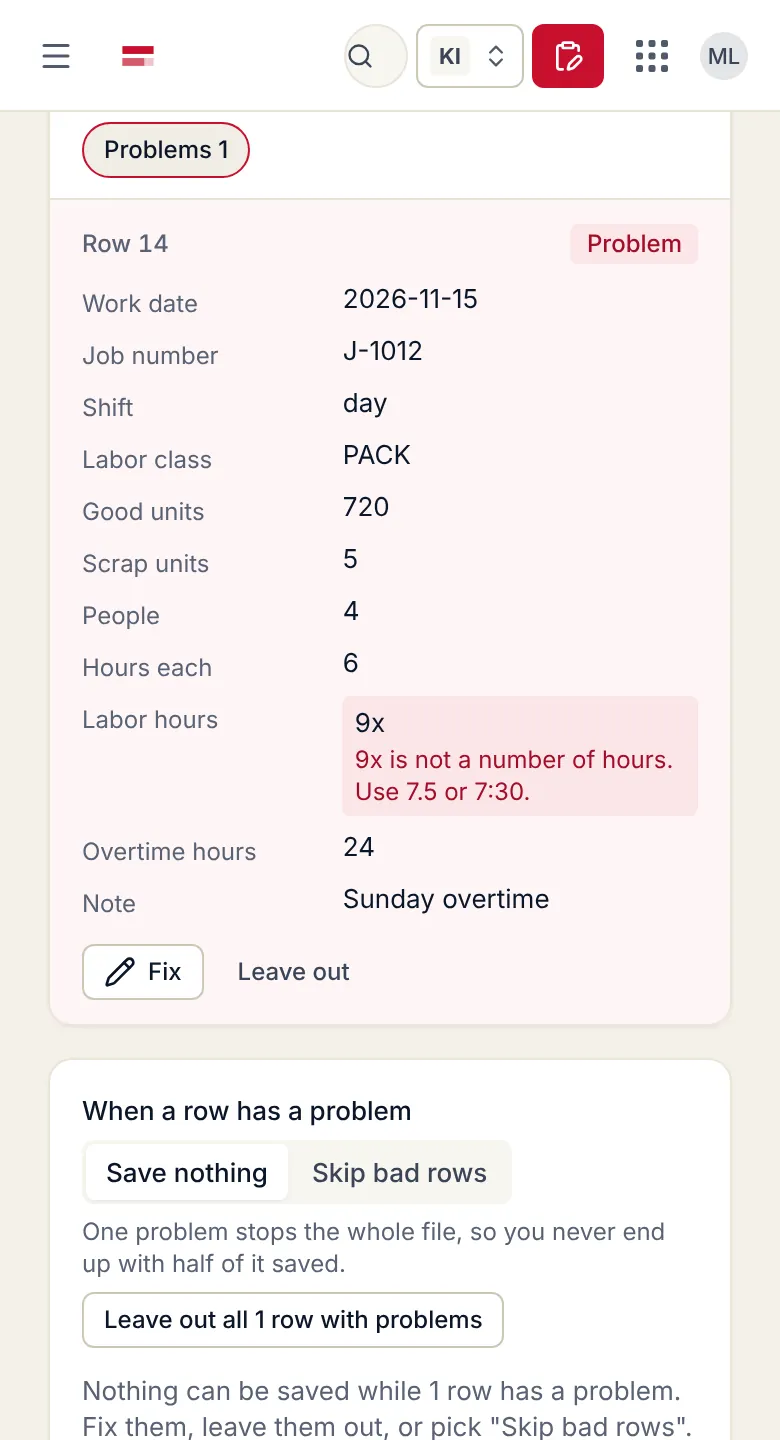 KI
ML
Problems 1
Row 14
Problem
Work date
2026-11-15
Job number
J-1012
Shift
day
Labor class
PACK
Good units
720
Scrap units
5
People
4
Hours each
6
Labor hours
9x
9x is not a number of hours.
Use 7.5 or 7:30.
Overtime hours
24
Note
Sunday overtime
Fix
Leave out
When a row has a problem
Save nothing
Skip bad rows
One problem stops the whole file, so you never end
up with half of it saved.
Leave out all 1 row with problems
Nothing can be saved while 1 row has a problem.
Fix them, leave them out, or pick "Skip bad rows".